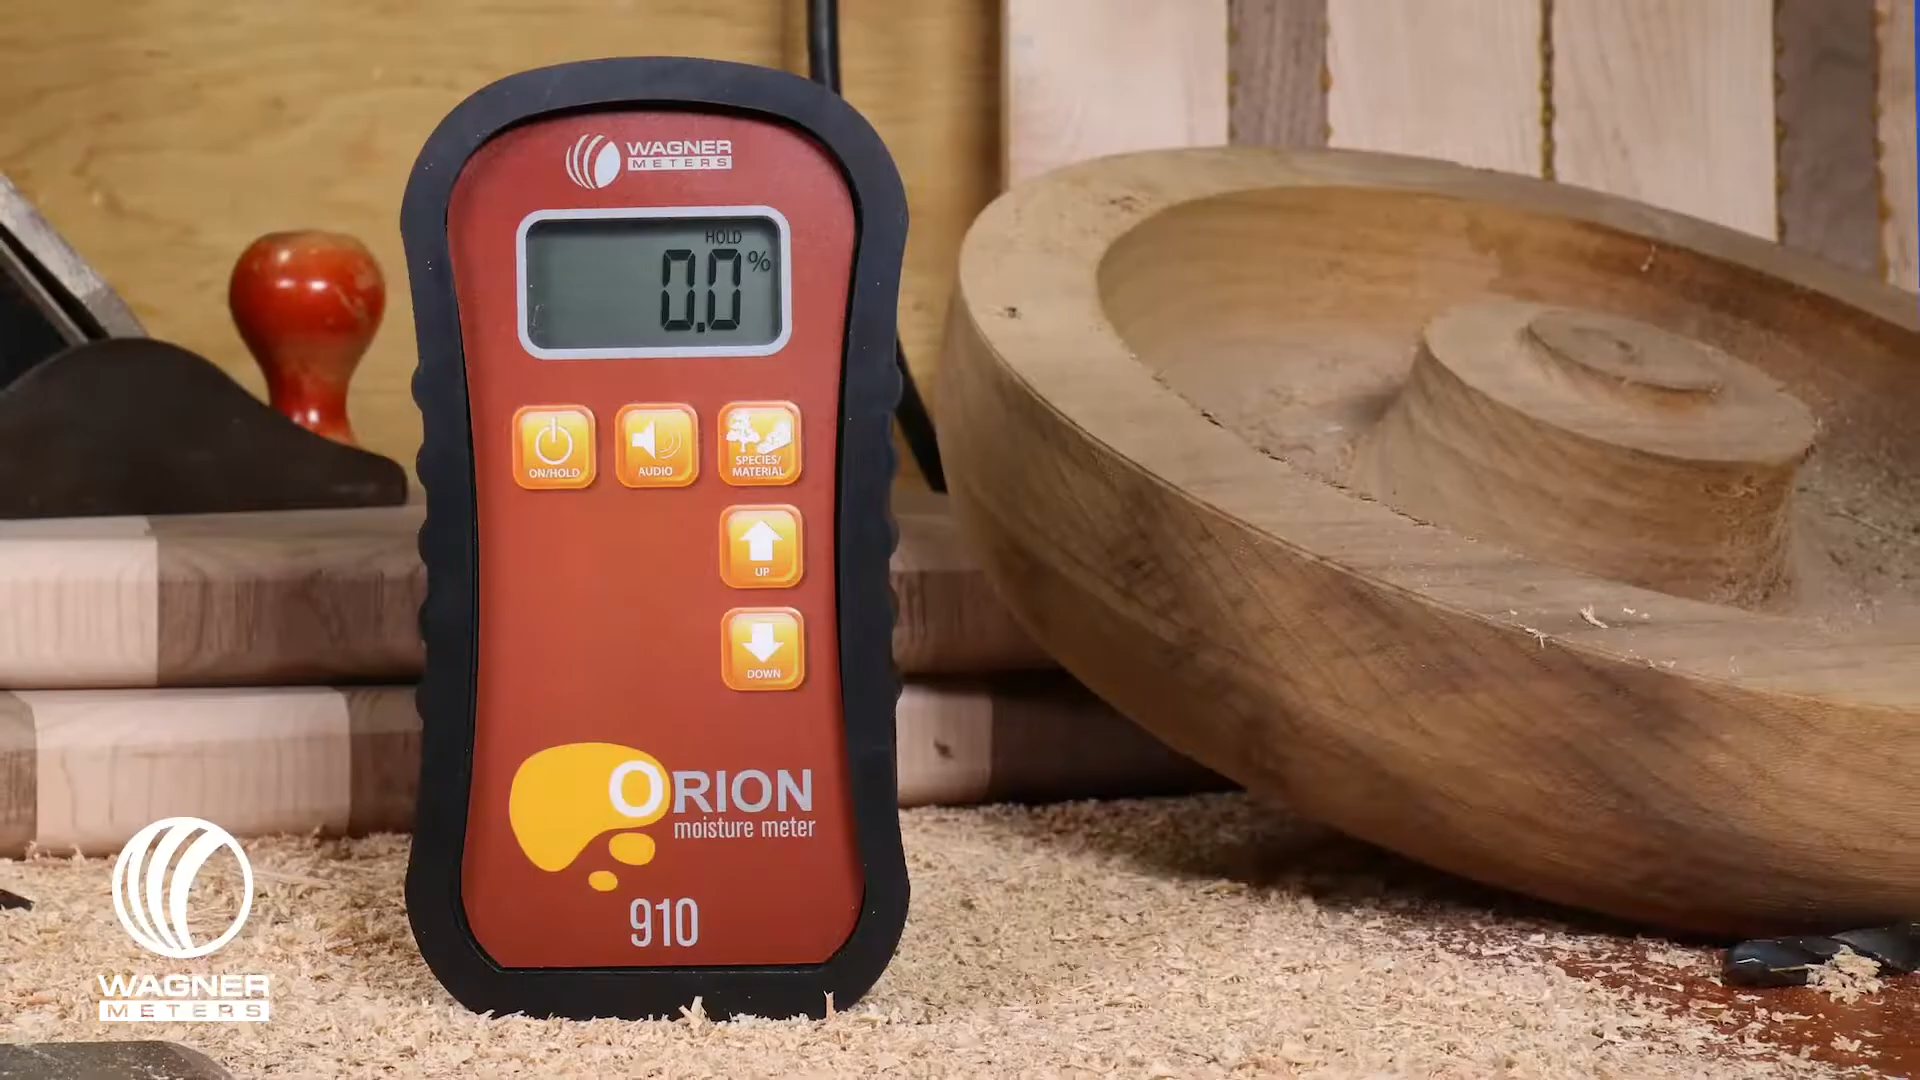 WAGNER
METERS
HOLD
0.0%
ON/HOLD
AUDIO
SPECIES/
MATERIAL
UP
DOWN
ORION
moisture meter
910
WAGNER
METERS